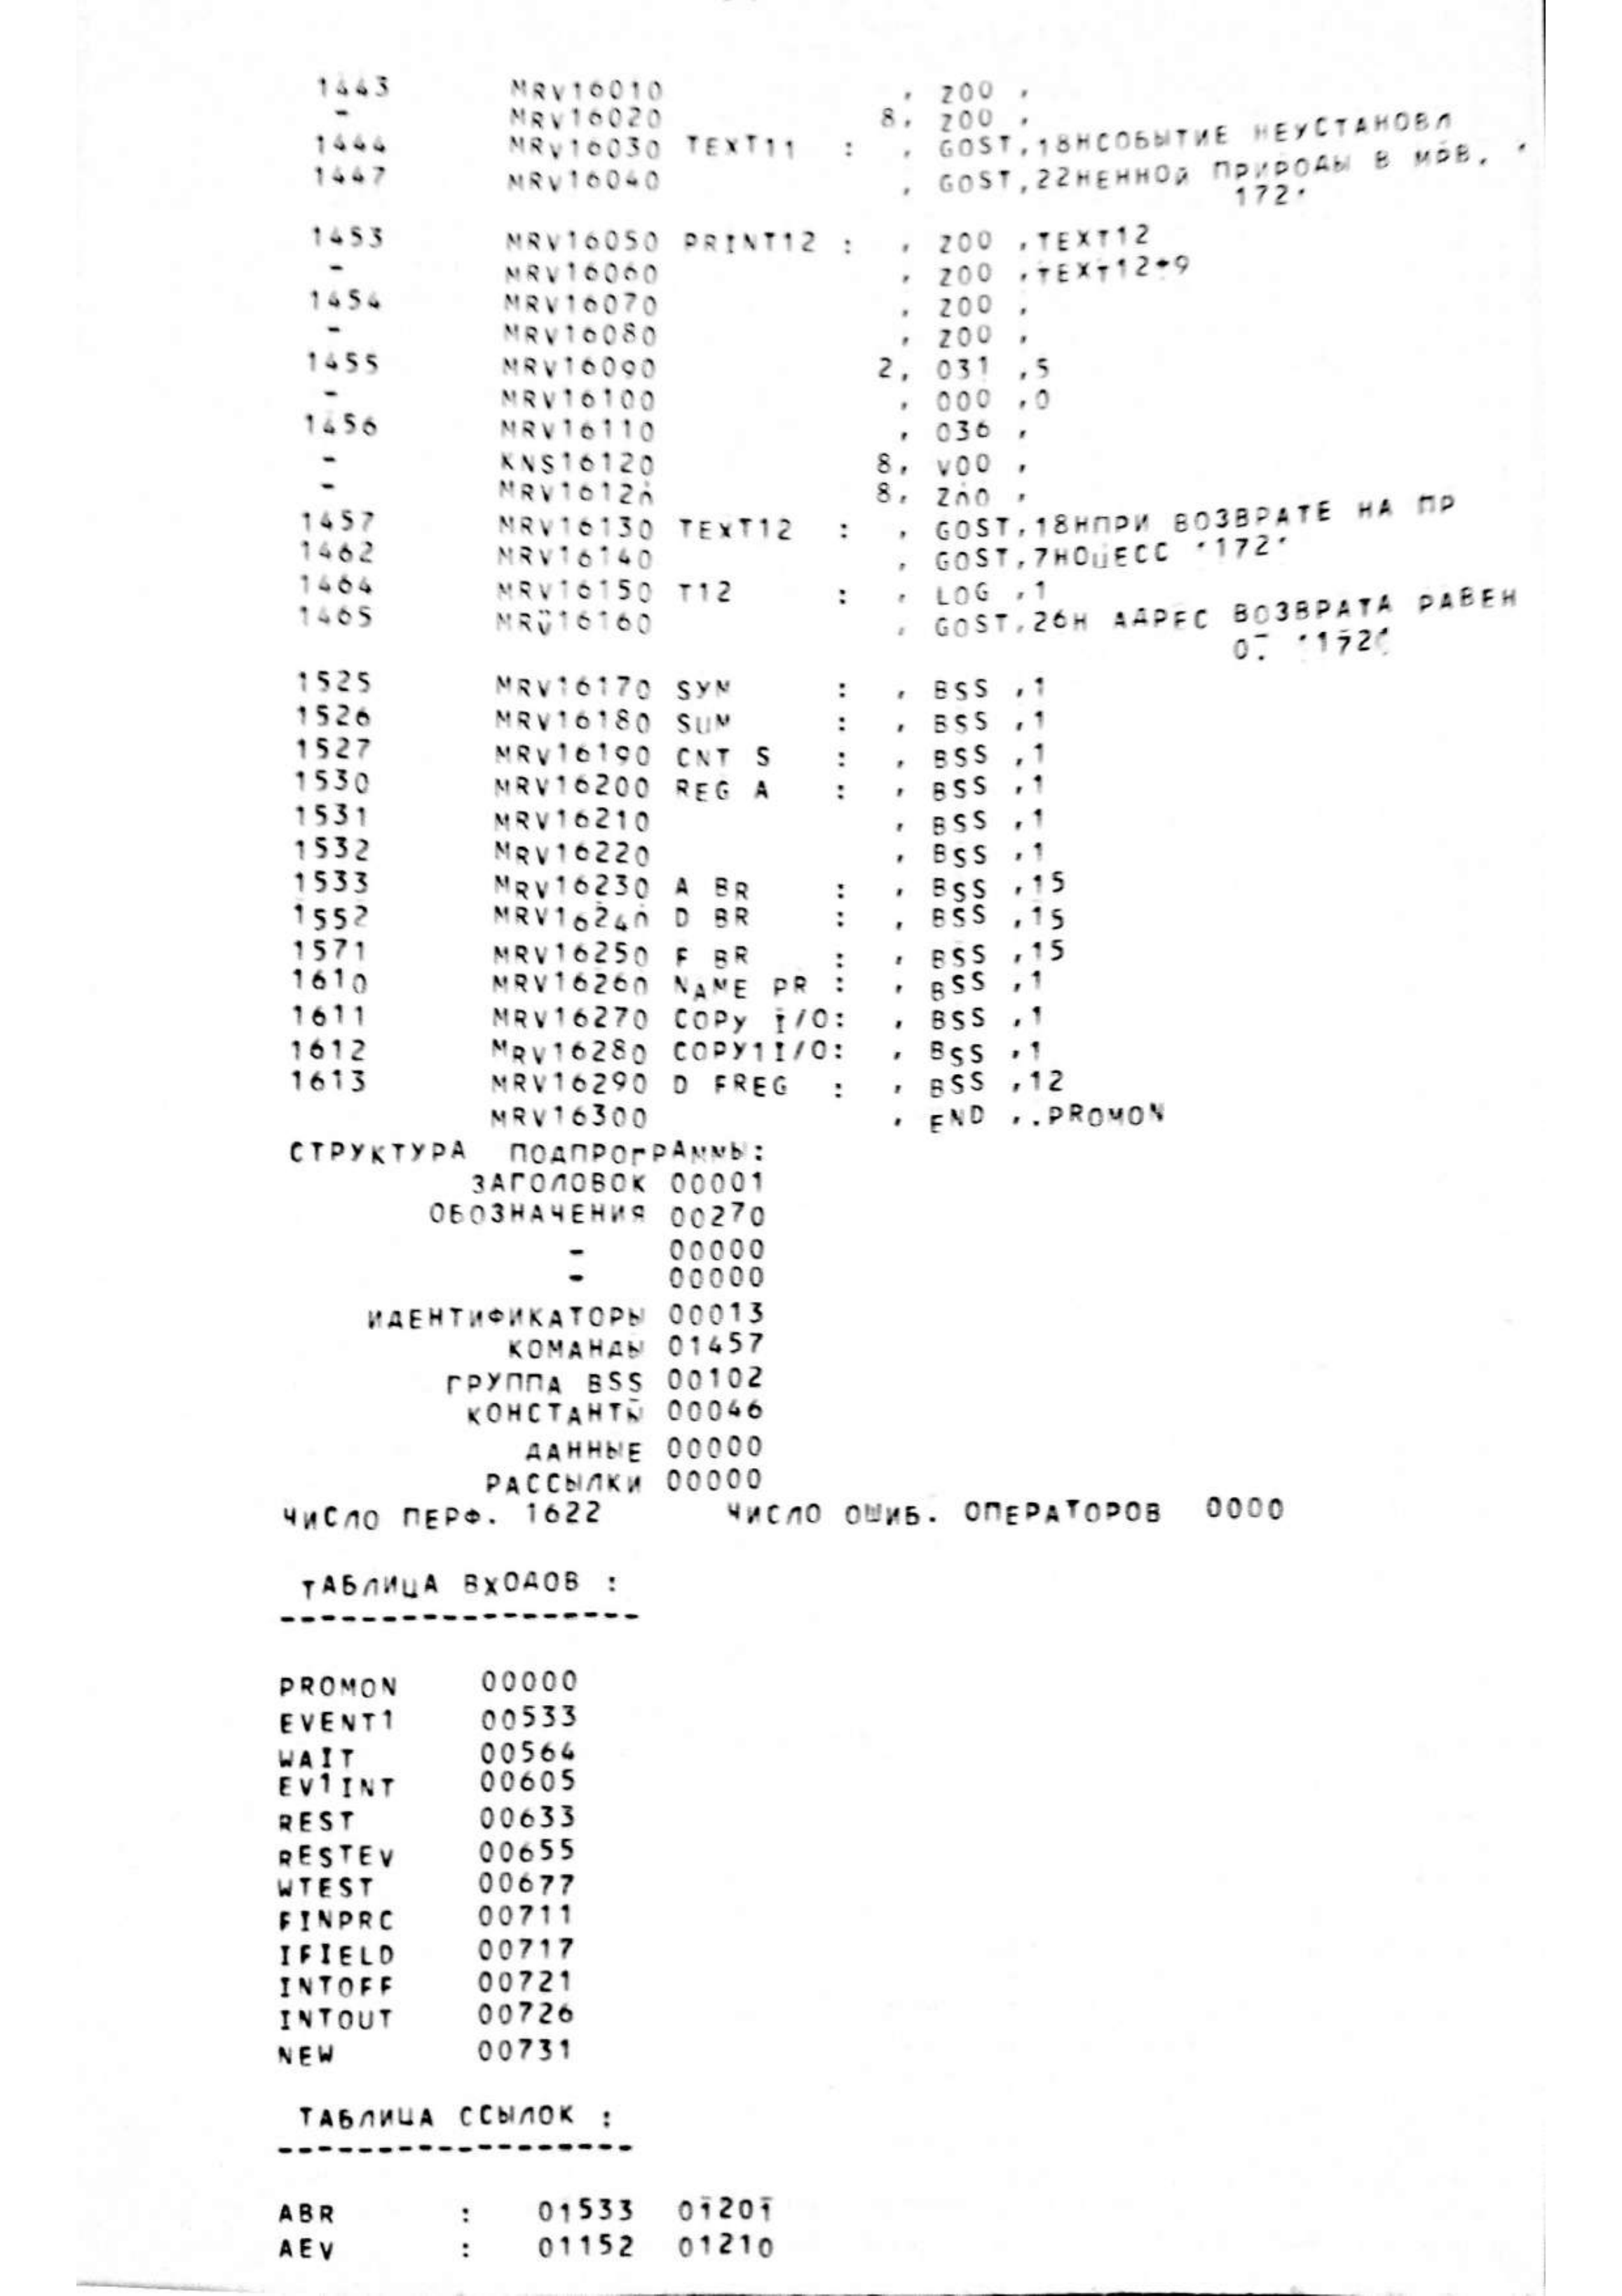 1443 MRV16010 , Z00 ,
- MRV16020 8, Z00 ,
1444 MRV16030 TEXT11 : , GOST,18HСОБЫТИЕ НЕУСТАНОВЛ
1447 MRV16040 , GOST,22HЕННОЙ ПРИРОДЫ В МРВ. '
172'
1453 MRV16050 PRINT12 : , Z00 ,TEXT12
- MRV16060 , Z00 ,TEXT12+9
1454 MRV16070 , Z00 ,
- MRV16080 , Z00 ,
1455 MRV16090 2, 031 ,5
- MRV16100 , 000 ,0
1456 MRV16110 , 036 ,
- KNS16120 8, V00 ,
- MRV16120 8, Z00 ,
1457 MRV16130 TEXT12 : , GOST,18HПРИ ВОЗВРАТЕ НА ПР
1462 MRV16140 , GOST,7HОЦЕСС '172'
1464 MRV16150 T12 : , LOG ,1
1465 MRV16160 , GOST,26H АДРЕС ВОЗВРАТА РАВЕН
0. '172'
1525 MRV16170 SYM : , BSS ,1
1526 MRV16180 SUM : , BSS ,1
1527 MRV16190 CNT S : , BSS ,1
1530 MRV16200 REG A : , BSS ,1
1531 MRV16210 , BSS ,1
1532 MRV16220 , BSS ,1
1533 MRV16230 A BR : , BSS ,15
1552 MRV16240 D BR : , BSS ,15
1571 MRV16250 F BR : , BSS ,15
1610 MRV16260 NAME PR : , BSS ,1
1611 MRV16270 COPY I/O: , BSS ,1
1612 MRV16280 COPY1I/O: , BSS ,1
1613 MRV16290 D FREG : , BSS ,12
MRV16300 , END ,.PROMON
СТРУКТУРА ПОДПРОГРАММЫ:
ЗАГОЛОВОК 00001
ОБОЗНАЧЕНИЯ 00270
- 00000
- 00000
ИДЕНТИФИКАТОРЫ 00013
КОМАНДЫ 01457
ГРУППА BSS 00102
КОНСТАНТЫ 00046
ДАННЫЕ 00000
РАССЫЛКИ 00000
ЧИСЛО ПЕРФ. 1622 ЧИСЛО ОШИБ. ОПЕРАТОРОВ 0000
ТАБЛИЦА ВХОДОВ :
------------------
PROMON 00000
EVENT1 00533
WAIT 00564
EV1INT 00605
REST 00633
RESTEV 00655
WTEST 00677
FINPRC 00711
IFIELD 00717
INTOFF 00721
INTOUT 00726
NEW 00731
ТАБЛИЦА ССЫЛОК :
------------------
ABR : 01533 01201
AEV : 01152 01210